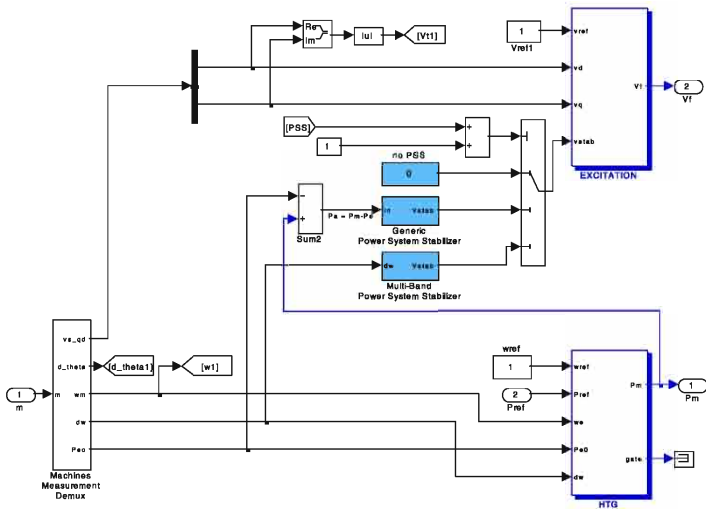 Re
Im
|u|
[Vt1]
1
Vref1
vref
vd
vq
vstab
Vf
2
Vf
EXCITATION
[PSS]
1
+
+
no PSS
0
−
+
Sum2
Pa = Pm-Pe
In
Vstab
Generic
Power System Stabilizer
dw
Vstab
Multi-Band
Power System Stabilizer
vs_qd
d_theta
[d_theta1]
[w1]
1
m
m
wm
dw
Peo
Machines
Measurement
Demux
wref
1
2
Pref
wref
Pref
we
Pe0
dw
Pm
gate
1
Pm
HTG